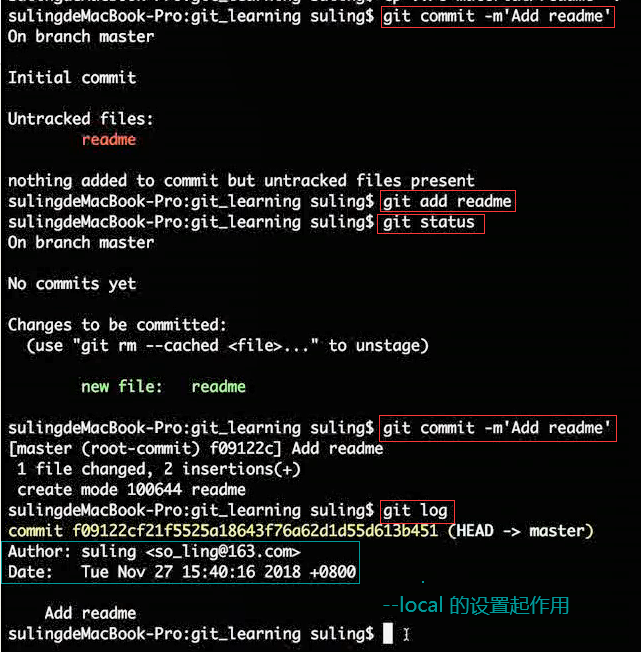 sulingdeMacBook-Pro:git_learning suling$ git commit -m'Add readme'
On branch master
Initial commit
Untracked files:
readme
nothing added to commit but untracked files present
sulingdeMacBook-Pro:git_learning suling$ git add readme
sulingdeMacBook-Pro:git_learning suling$ git status
On branch master
No commits yet
Changes to be committed:
(use "git rm --cached <file>..." to unstage)
new file:   readme
sulingdeMacBook-Pro:git_learning suling$ git commit -m'Add readme'
[master (root-commit) f09122c] Add readme
1 file changed, 2 insertions(+)
create mode 100644 readme
sulingdeMacBook-Pro:git_learning suling$ git log
commit f09122cf21f5525a18643f76a62d1d55d613b451 (HEAD -> master)
Author: suling <so_ling@163.com>
Date:   Tue Nov 27 15:40:16 2018 +0800
Add readme
--local 的设置起作用
sulingdeMacBook-Pro:git_learning suling$